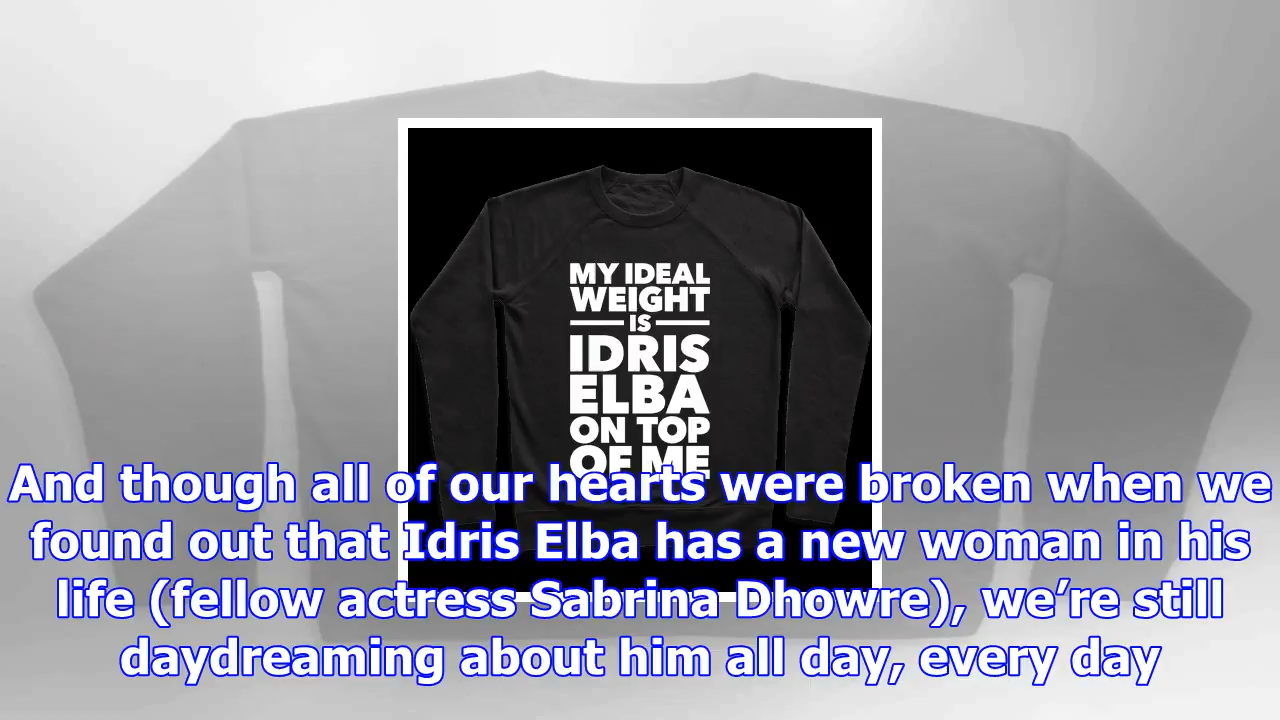 MY IDEAL
WEIGHT
IS
IDRIS
ELBA
ON TOP
OF ME
And though all of our hearts were broken when we
found out that Idris Elba has a new woman in his
life (fellow actress Sabrina Dhowre), we’re still
daydreaming about him all day, every day